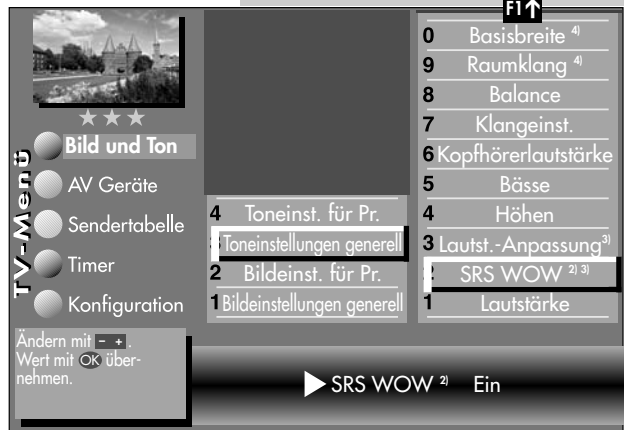 F1↑
TV-Menü
Bild und Ton
AV Geräte
Sendertabelle
Timer
Konfiguration
4 Toneinst. für Pr.
3 Toneinstellungen generell
2 Bildeinst. für Pr.
1 Bildeinstellungen generell
0 Basisbreite 4)
9 Raumklang 4)
8 Balance
7 Klangeinst.
6 Kopfhörerlautstärke
5 Bässe
4 Höhen
3 Lautst.-Anpassung 3)
2 SRS WOW 2) 3)
1 Lautstärke
Ändern mit - + .
Wert mit OK über-
nehmen.
SRS WOW 2) Ein